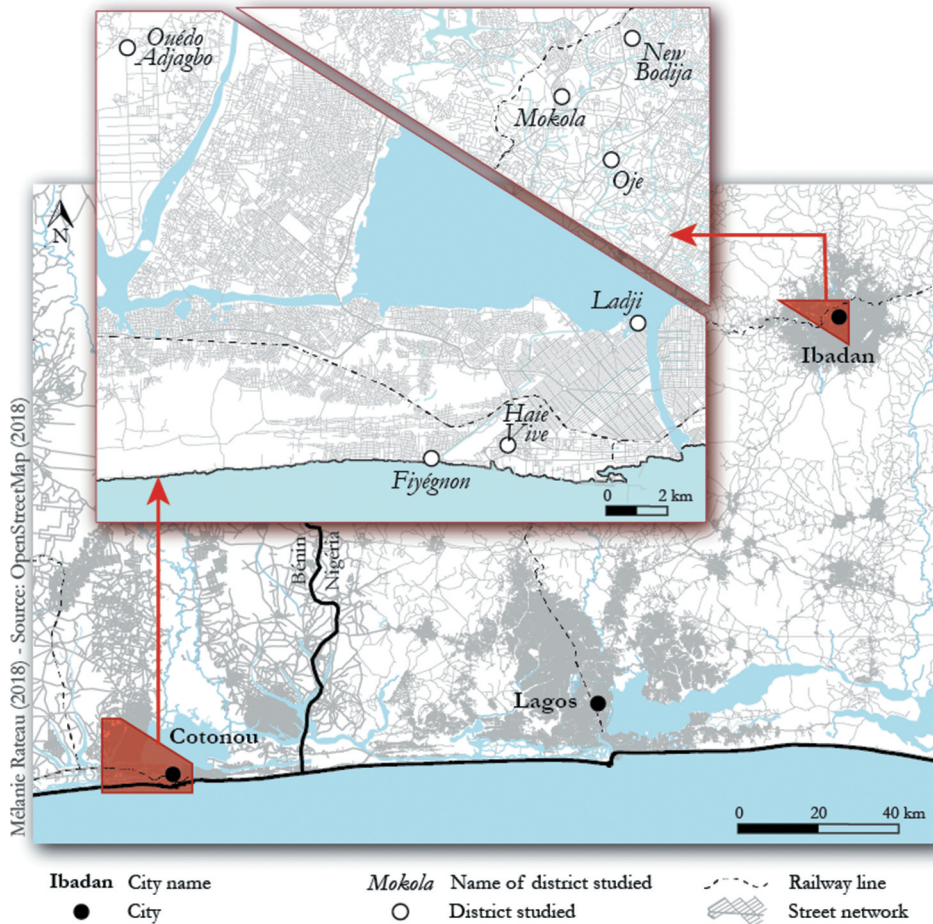 Ouédo
Adjagbo
New
Bodija
Mokola
Oje
N
Ladji
Ibadan
Haie
Vive
Fiyégnon
0 2 km
Bénin
Nigeria
Lagos
Cotonou
0 20 40 km
Mélanie Rateau (2018) - Source: OpenStreetMap (2018)
Ibadan City name
Mokola Name of district studied
Railway line
City
District studied
Street network